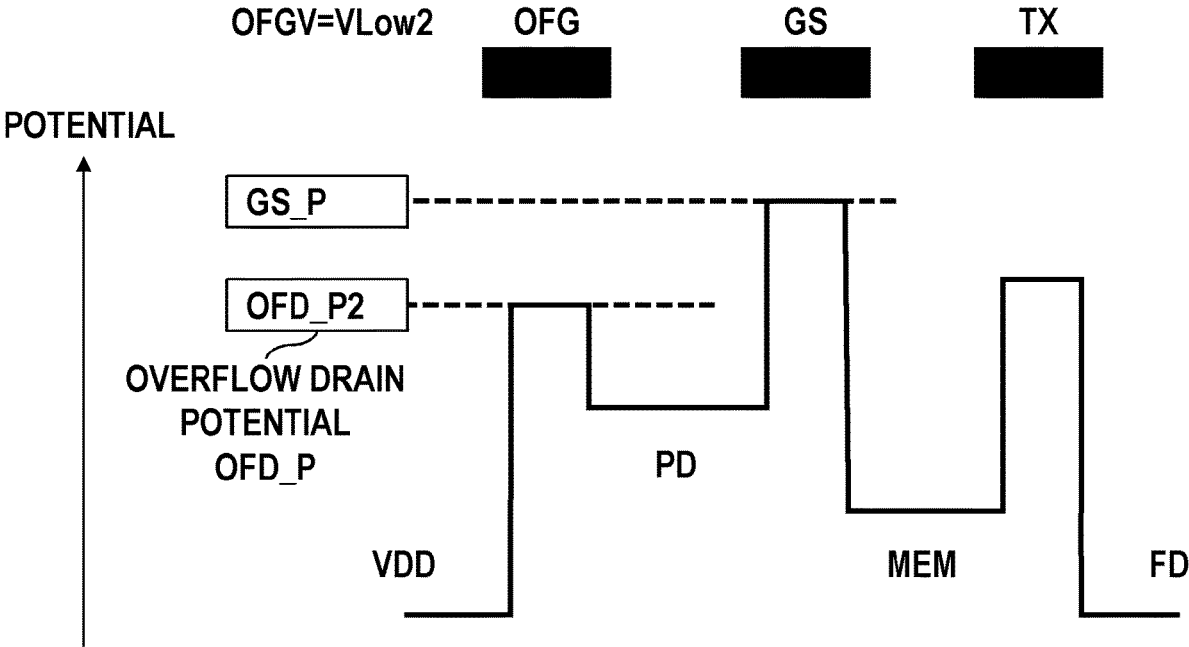 OFGV=VLow2 OFG GS TX
POTENTIAL
GS_P
OFD_P2
OVERFLOW DRAIN
POTENTIAL
OFD_P
PD
VDD MEM FD